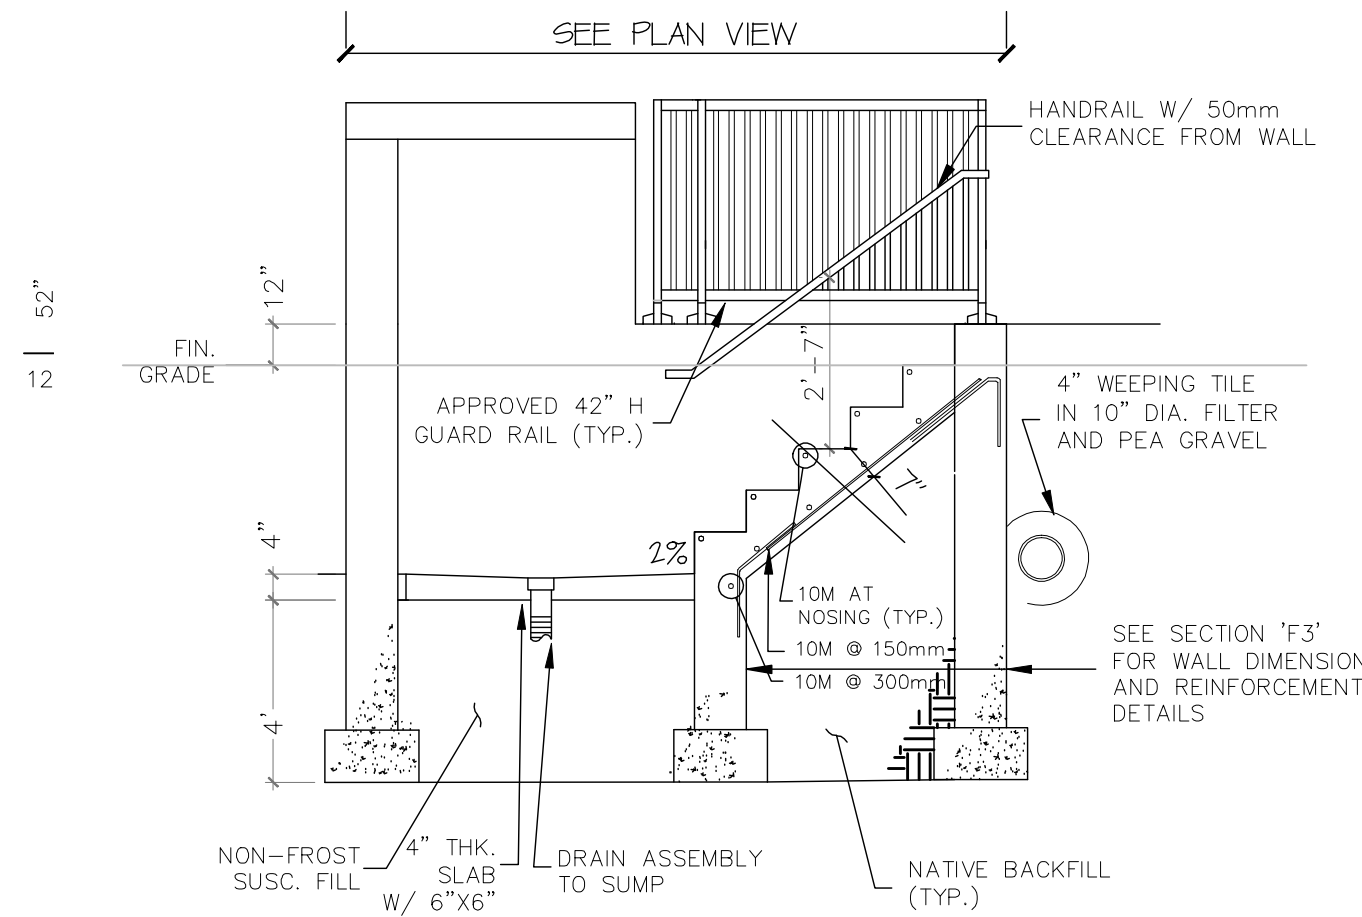 SEE PLAN VIEW
HANDRAIL W/ 50mm
CLEARANCE FROM WALL
52”
12
12”
FIN.
GRADE
2'-7”
APPROVED 42” H
GUARD RAIL (TYP.)
4” WEEPING TILE
IN 10” DIA. FILTER
AND PEA GRAVEL
7”
4”
2%
10M AT
NOSING (TYP.)
10M @ 150mm
10M @ 300mm
SEE SECTION 'F3'
FOR WALL DIMENSION
AND REINFORCEMENT
DETAILS
4'
NON-FROST
SUSC. FILL
4” THK.
SLAB
W/ 6”X6”
DRAIN ASSEMBLY
TO SUMP
NATIVE BACKFILL
(TYP.)